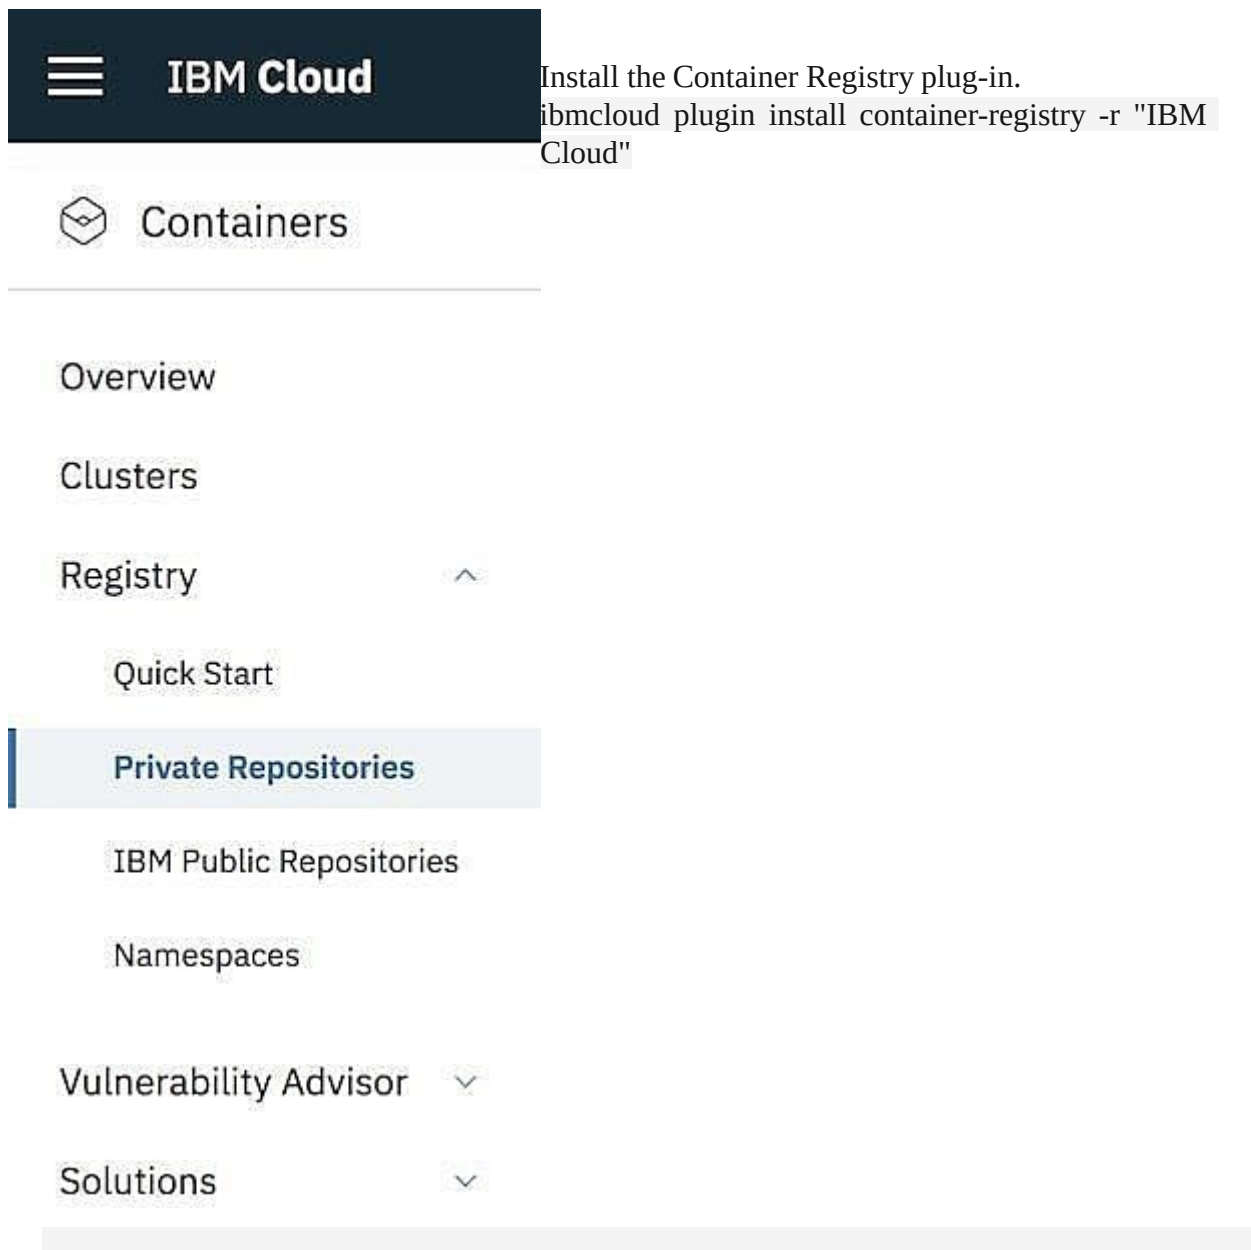 IBM Cloud
Install the Container Registry plug-in.
ibmcloud plugin install container-registry -r "IBM
Cloud"
Containers
Overview
Clusters
Registry
Quick Start
Private Repositories
IBM Public Repositories
Namespaces
Vulnerability Advisor
Solutions